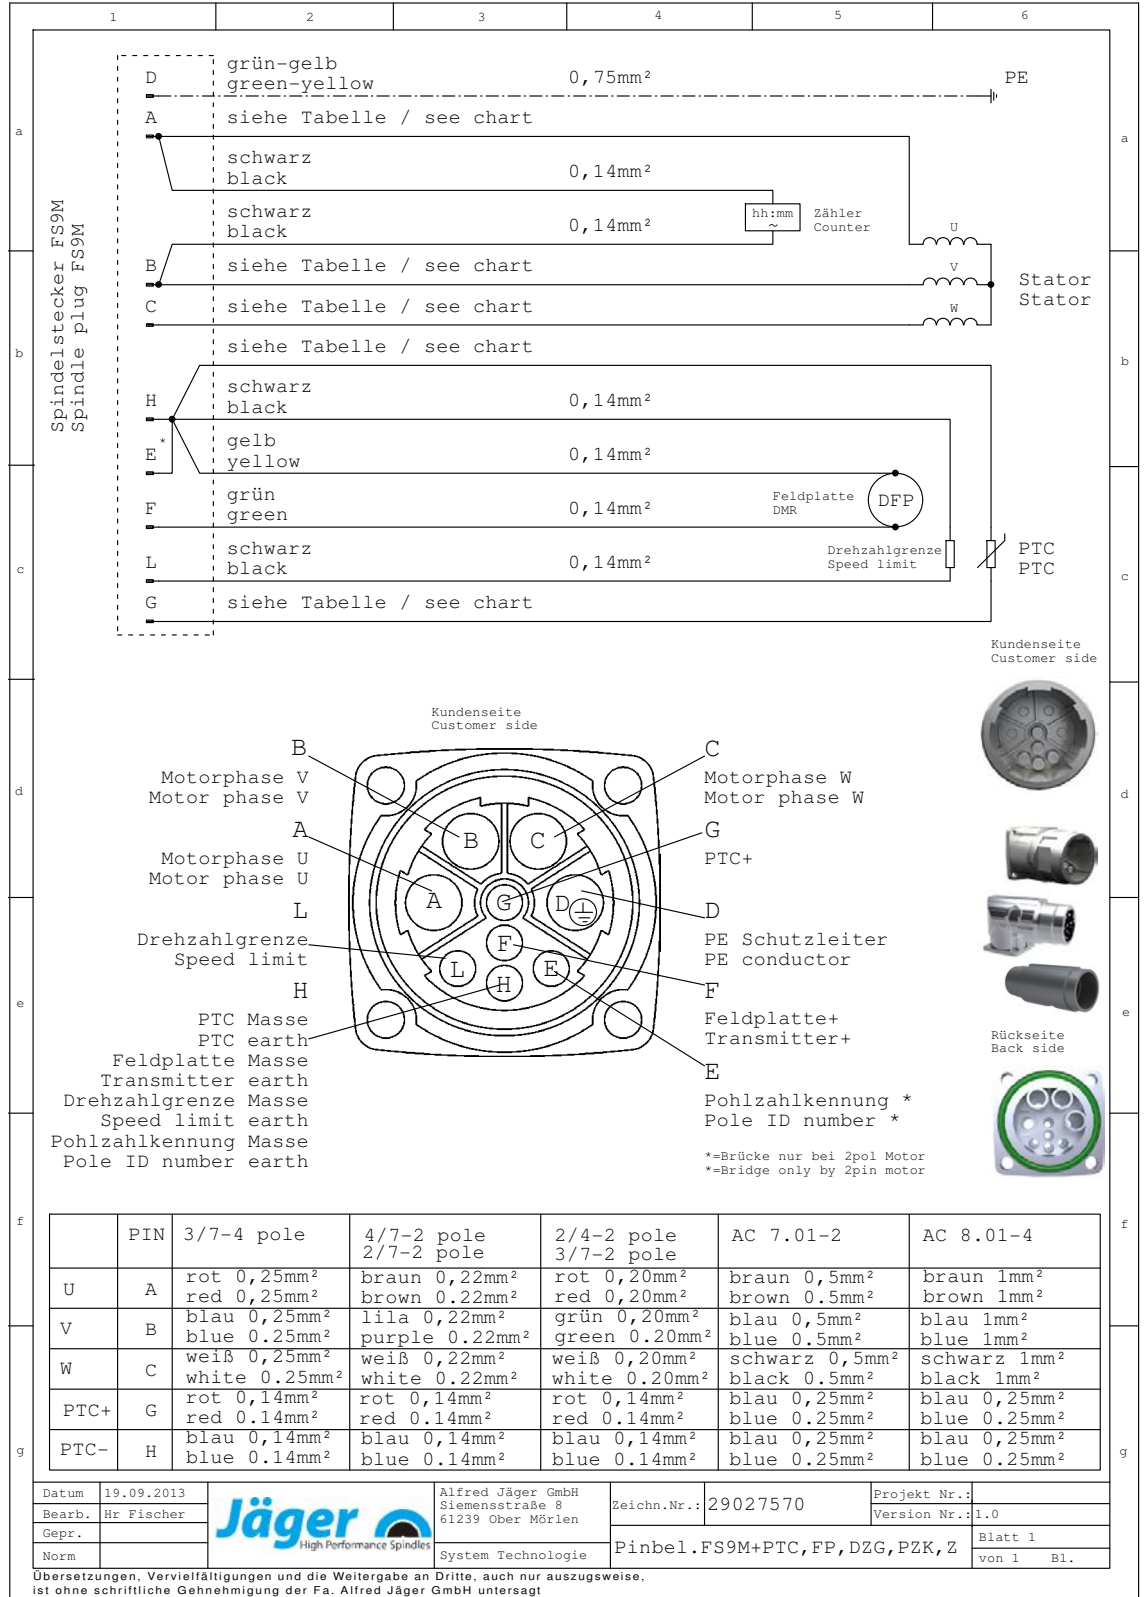 1 2 3 4 5 6
D
grün-gelb
green-yellow
0,75mm²
PE
A
siehe Tabelle / see chart
a
a
schwarz
black
0,14mm²
schwarz
black
0,14mm²
hh:mm
~
Zähler
Counter
Spindelstecker FS9M
Spindle plug FS9M
U
B
siehe Tabelle / see chart
V
Stator
Stator
C
siehe Tabelle / see chart
W
siehe Tabelle / see chart
b
b
H
schwarz
black
0,14mm²
E*
gelb
yellow
0,14mm²
F
grün
green
0,14mm²
Feldplatte
DMR
DFP
L
schwarz
black
0,14mm²
Drehzahlgrenze
Speed limit
PTC
PTC
c
c
G
siehe Tabelle / see chart
Kundenseite
Customer side
Kundenseite
Customer side
B
Motorphase V
Motor phase V
C
Motorphase W
Motor phase W
d
d
A
Motorphase U
Motor phase U
G
PTC+
B
C
A
G
D
F
L
E
H
L
Drehzahlgrenze
Speed limit
D
PE Schutzleiter
PE conductor
H
PTC Masse
PTC earth
Feldplatte Masse
Transmitter earth
Drehzahlgrenze Masse
Speed limit earth
Pohlzahlkennung Masse
Pole ID number earth
F
Feldplatte+
Transmitter+
e
e
Rückseite
Back side
E
Pohlzahlkennung *
Pole ID number *
*=Brücke nur bei 2pol Motor
*=Bridge only by 2pin motor
f
f
PIN 3/7-4 pole 4/7-2 pole 2/4-2 pole AC 7.01-2 AC 8.01-4
2/7-2 pole 3/7-2 pole
U A rot 0,25mm² braun 0,22mm² rot 0,20mm² braun 0,5mm² braun 1mm²
red 0,25mm² brown 0.22mm² red 0,20mm² brown 0.5mm² brown 1mm²
V B blau 0,25mm² lila 0,22mm² grün 0,20mm² blau 0,5mm² blau 1mm²
blue 0.25mm² purple 0.22mm² green 0.20mm² blue 0.5mm² blue 1mm²
W C weiß 0,25mm² weiß 0,22mm² weiß 0,20mm² schwarz 0,5mm² schwarz 1mm²
white 0.25mm² white 0.22mm² white 0.20mm² black 0.5mm² black 1mm²
PTC+ G rot 0,14mm² rot 0,14mm² rot 0,14mm² blau 0,25mm² blau 0,25mm²
red 0.14mm² red 0.14mm² red 0.14mm² blue 0.25mm² blue 0.25mm²
PTC- H blau 0,14mm² blau 0,14mm² blau 0,14mm² blau 0,25mm² blau 0,25mm²
blue 0.14mm² blue 0.14mm² blue 0.14mm² blue 0.25mm² blue 0.25mm²
g
g
Datum 19.09.2013
Bearb. Hr Fischer
Gepr.
Norm
Jäger
High Performance Spindles
Alfred Jäger GmbH
Siemensstraße 8
61239 Ober Mörlen
System Technologie
Zeichn.Nr.: 29027570
Projekt Nr.:
Version Nr.: 1.0
Pinbel.FS9M+PTC,FP,DZG,PZK,Z
Blatt 1
von 1 Bl.
Übersetzungen, Vervielfältigungen und die Weitergabe an Dritte, auch nur auszugsweise,
ist ohne schriftliche Gehnehmigung der Fa. Alfred Jäger GmbH untersagt